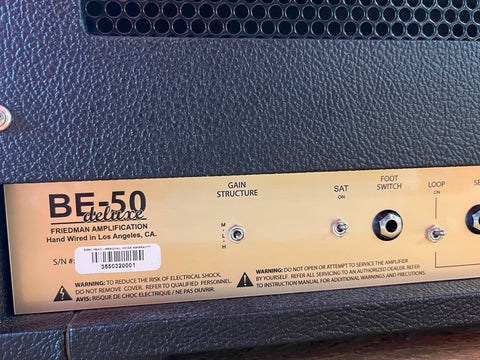 BE-50
deluxe
FRIEDMAN AMPLIFICATION
Hand Wired in Los Angeles, CA.
S/N #:
3650320001
WARNING: TO REDUCE THE RISK OF ELECTRICAL SHOCK,
DO NOT REMOVE COVER. REFER TO QUALIFIED PERSONNEL.
AVIS: RISQUE DE CHOC ELECTRIQUE / NE PAS OUVRIR.
GAIN
STRUCTURE
M
L
H
SAT
ON
FOOT
SWITCH
LOOP
ON
WARNING: DO NOT OPEN OR ATTEMPT TO SERVICE THE AMPLIFIER
BY YOURSELF. REFER ALL SERVICING TO AN AUTHORIZED DEALER. REFER
TO INSTRUCTION MANUAL FOR ADDITIONAL WARNINGS AND PRECAUTIONS.